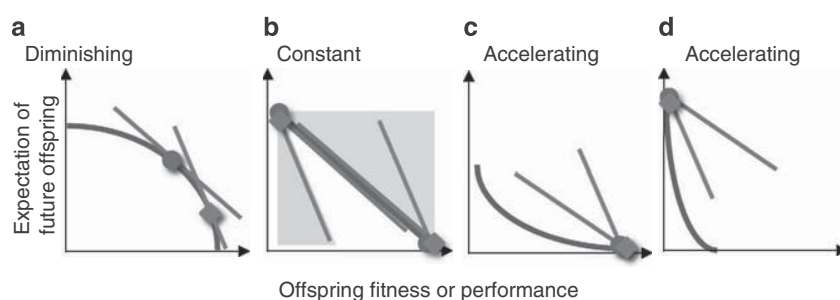 a
Diminishing
b
Constant
c
Accelerating
d
Accelerating
Expectation of
future offspring
Offspring fitness or performance